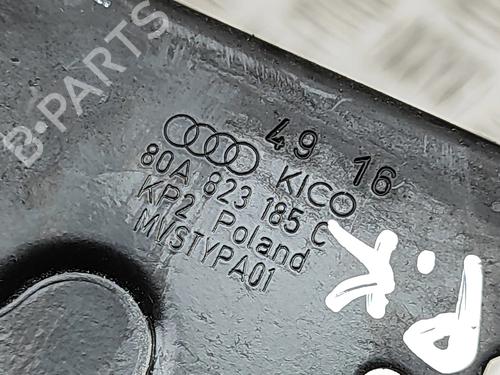 B-PARTS
49 16
KICO
80A 823 185 C
KP2 Poland
MVSTYPA01
P.X